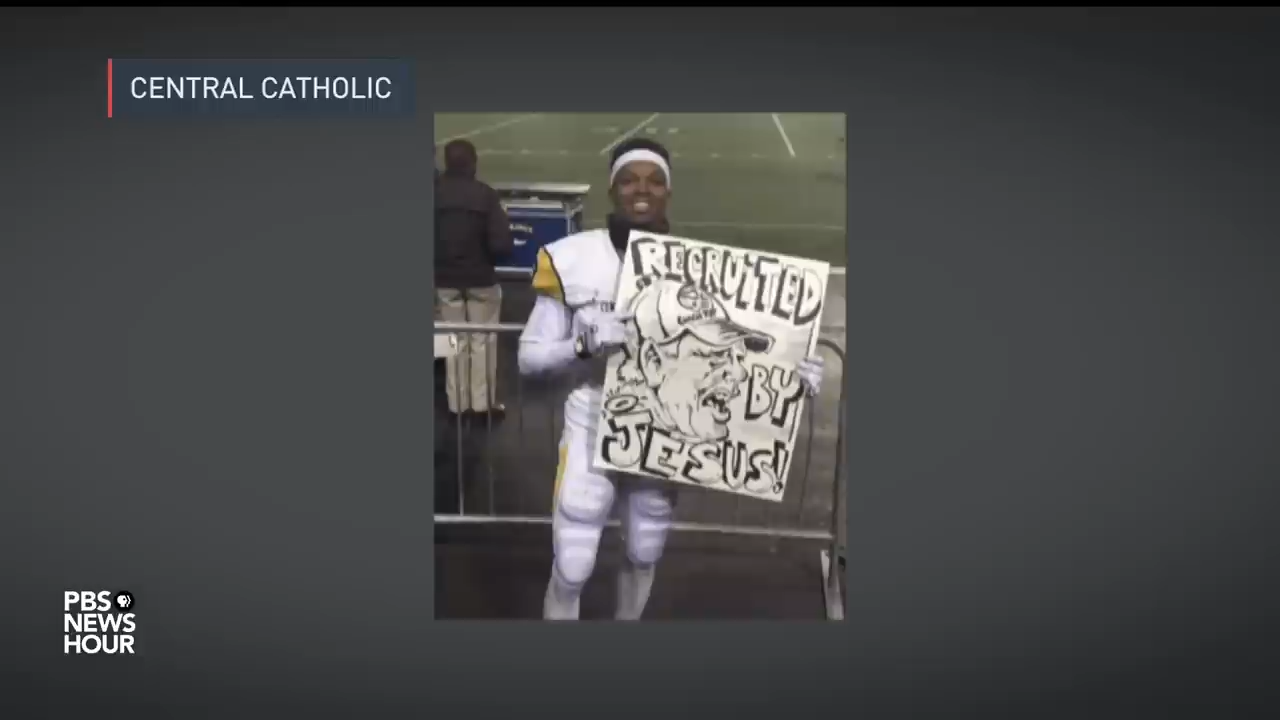 CENTRAL CATHOLIC
RECRUITED
BY
JESUS!
PBS
NEWS
HOUR